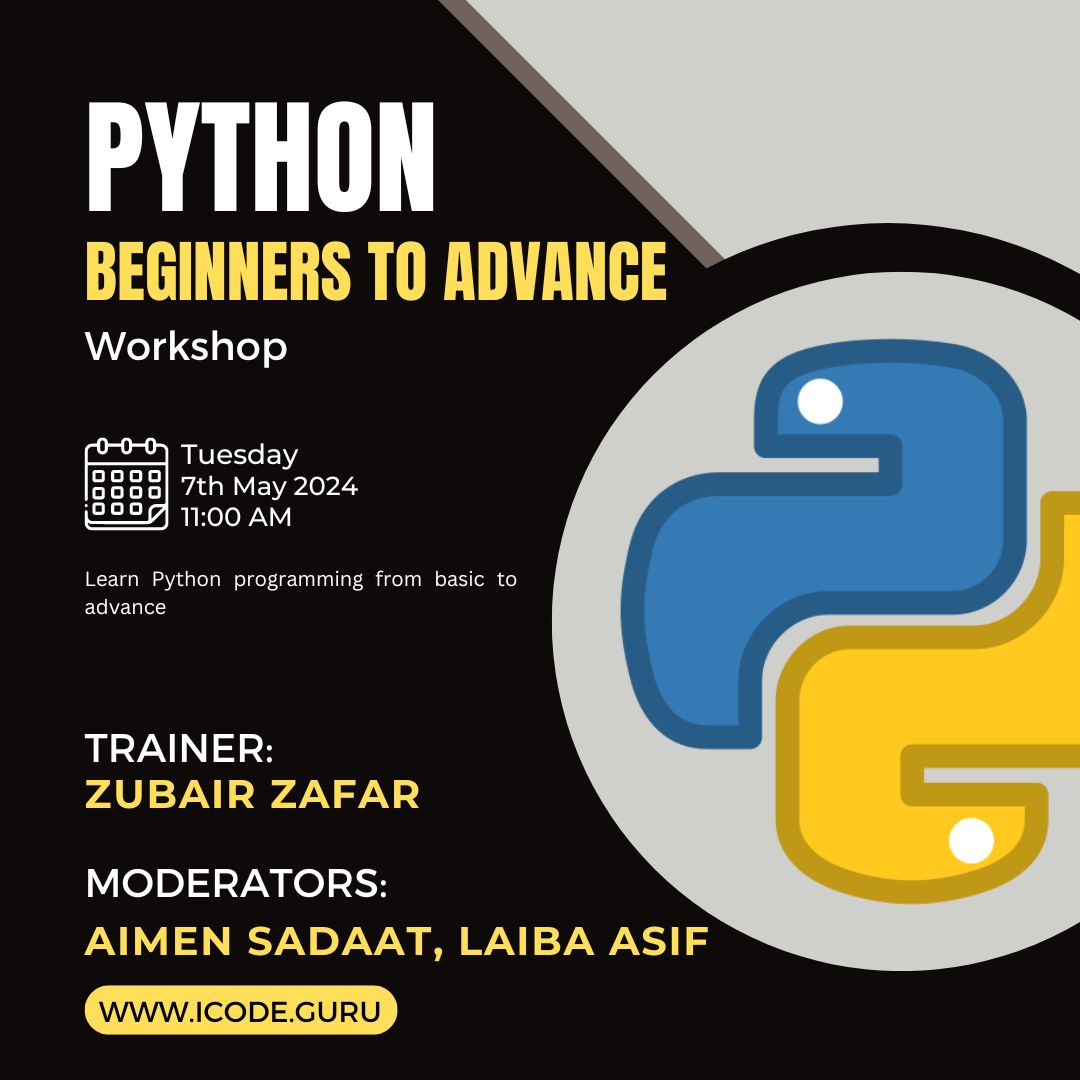 PYTHON
BEGINNERS TO ADVANCE
Workshop
Tuesday
7th May 2024
11:00 AM
Learn Python programming from basic to
advance
TRAINER:
ZUBAIR ZAFAR
MODERATORS:
AIMEN SADAAT, LAIBA ASIF
WWW.ICODE.GURU